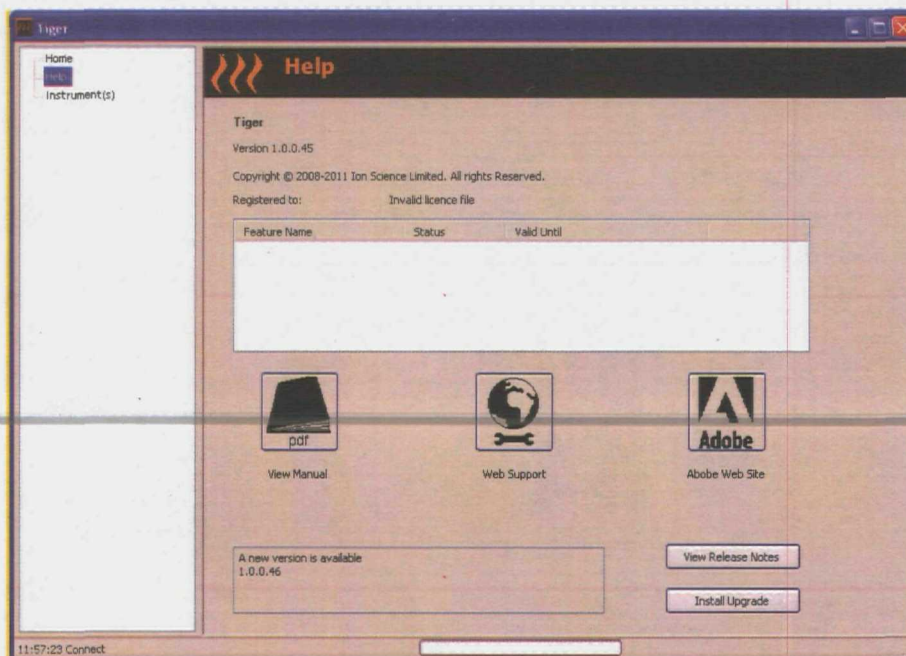 Tiger
Home
Help
Instrument(s)
Help
Tiger
Version 1.0.0.45
Copyright © 2008-2011 Ion Science Limited. All rights Reserved.
Registered to: Invalid licence file
Feature Name Status Valid Until
pdf
Adobe
View Manual Web Support Abobe Web Site
A new version is available
1.0.0.46
View Release Notes
Install Upgrade
11:57:23 Connect